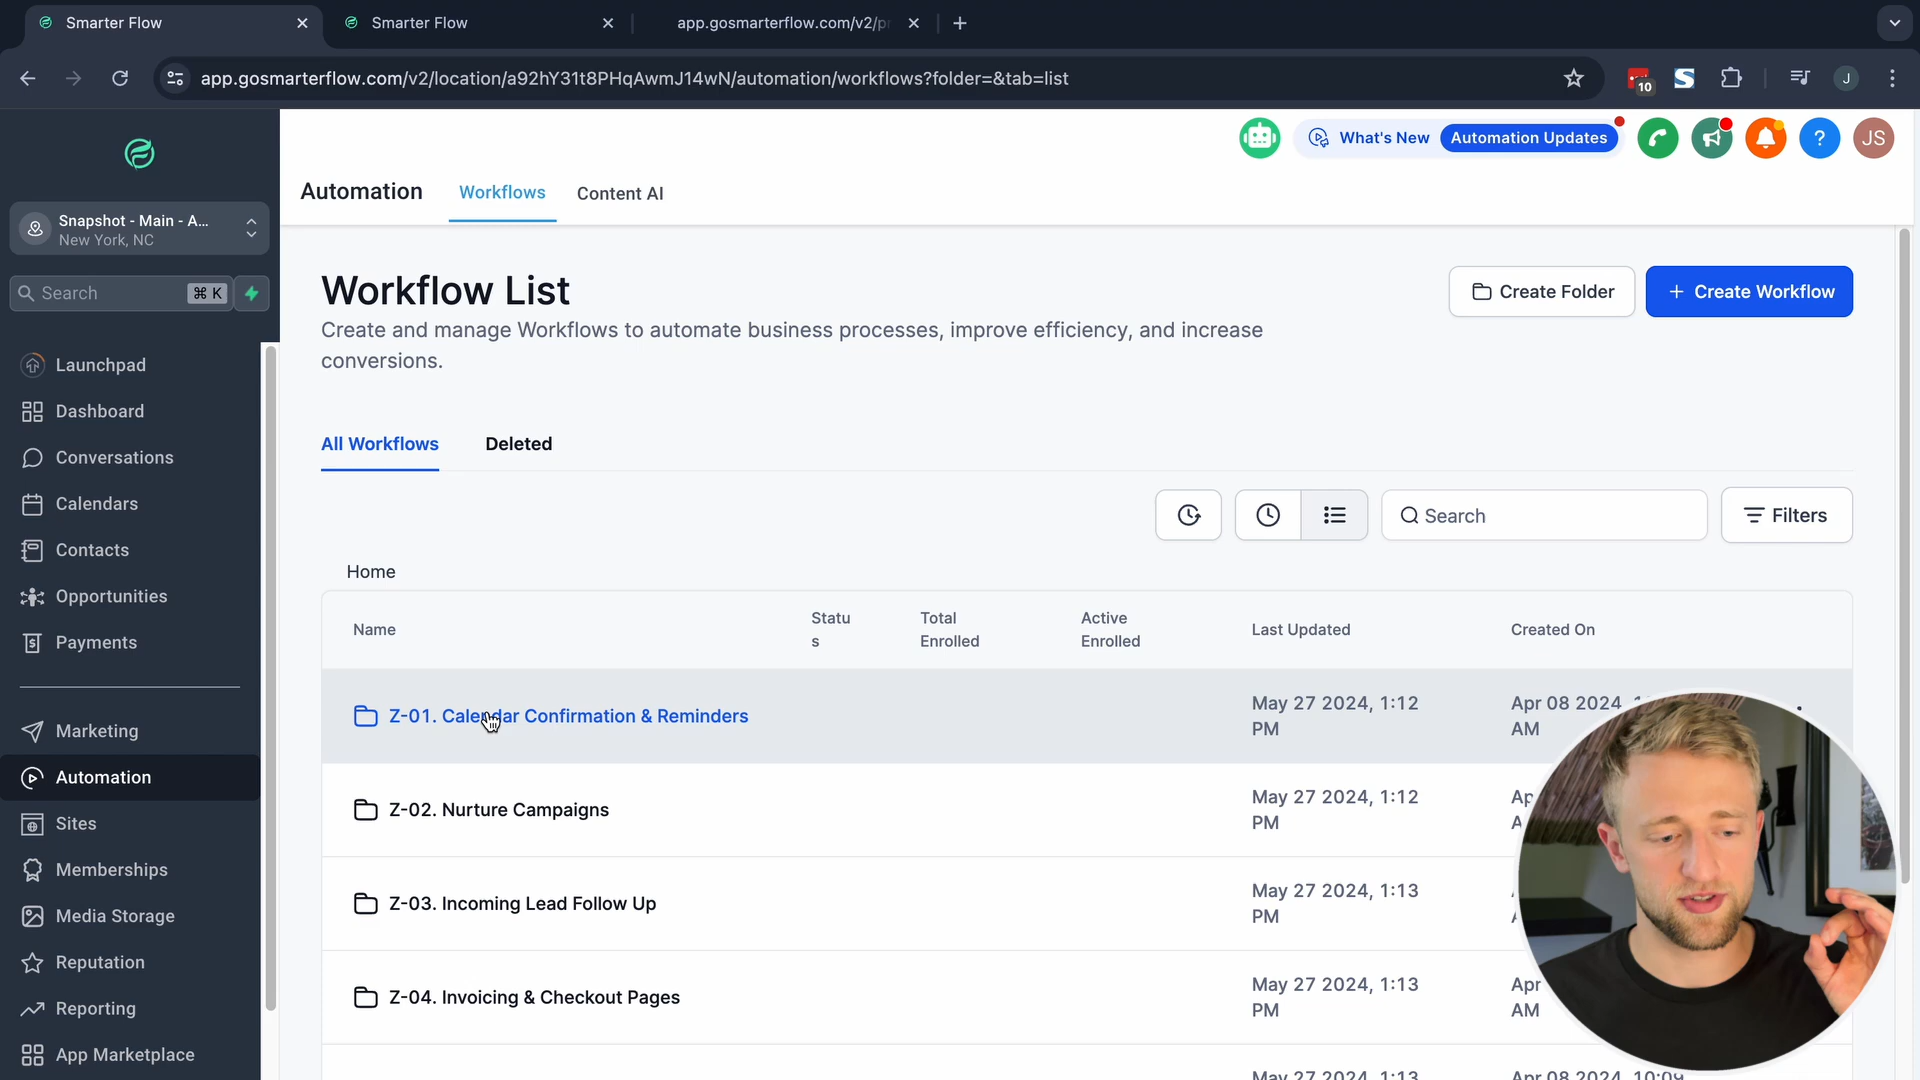 Smarter Flow
Smarter Flow
app.gosmarterflow.com/v2/pr
app.gosmarterflow.com/v2/location/a92hY31t8PHqAwmJ14wN/automation/workflows?folder=&tab=list
10
J
What's New
Automation Updates
?
JS
Snapshot - Main - A...
New York, NC
Automation
Workflows
Content AI
Search
⌘ K
Workflow List
Create Folder
+ Create Workflow
Create and manage Workflows to automate business processes, improve efficiency, and increase
conversions.
Launchpad
Dashboard
Conversations
Calendars
Contacts
Opportunities
Payments
Marketing
Automation
Sites
Memberships
Media Storage
Reputation
Reporting
App Marketplace
All Workflows
Deleted
Search
Filters
Home
Name
Statu
s
Total
Enrolled
Active
Enrolled
Last Updated
Created On
Z-01. Calendar Confirmation & Reminders
May 27 2024, 1:12
PM
Apr 08 2024
AM
Z-02. Nurture Campaigns
May 27 2024, 1:12
PM
Z-03. Incoming Lead Follow Up
May 27 2024, 1:13
PM
Z-04. Invoicing & Checkout Pages
May 27 2024, 1:13
PM
Apr
AM
May 27 2024, 1:13
Apr 08 2024, 10:09